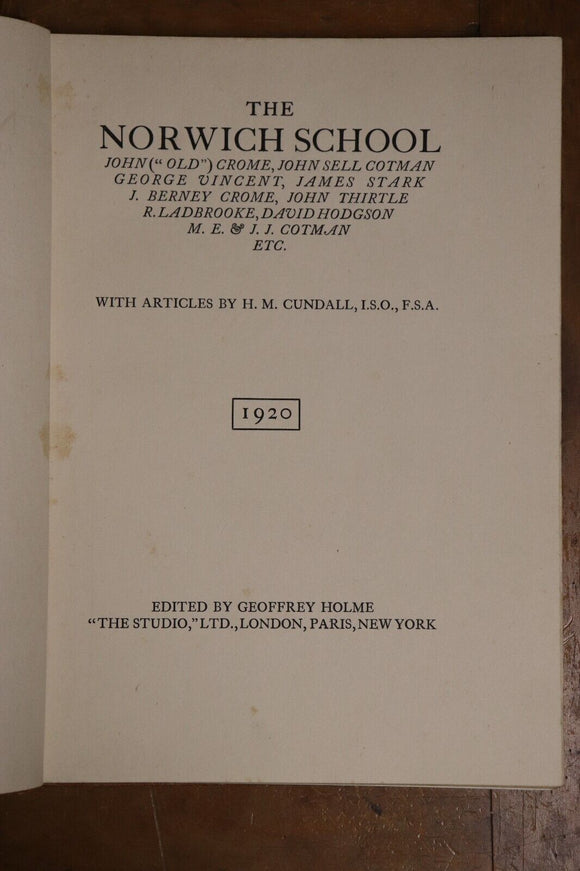 THE
NORWICH SCHOOL
JOHN (“ OLD”) CROME, JOHN SELL COTMAN
GEORGE VINCENT, JAMES STARK
J. BERNEY CROME, JOHN THIRTLE
R. LADBROOKE, DAVID HODGSON
M. E. & J. J. COTMAN
ETC.
WITH ARTICLES BY H. M. CUNDALL, I.S.O., F.S.A.
1920
EDITED BY GEOFFREY HOLME
“THE STUDIO,” LTD., LONDON, PARIS, NEW YORK